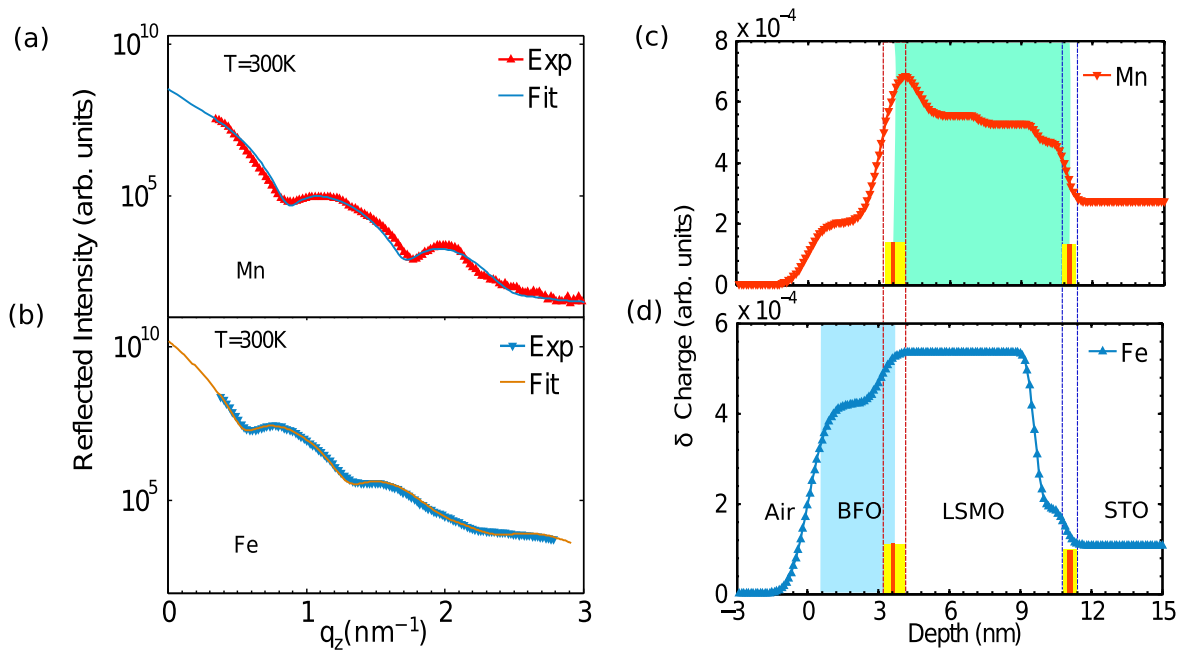 (a)
10^10
T=300K
Exp
Fit
10^5
Mn
(b)
10^10
T=300K
Exp
Fit
10^5
Fe
Reflected Intensity (arb. units)
0 1 2 3
q_z(nm^−1)
(c)
x 10^−4
8
6
4
2
0
Mn
(d)
x 10^−4
6
4
2
0
Fe
Air BFO LSMO STO
δ Charge (arb. units)
−3 0 3 6 9 12 15
Depth (nm)